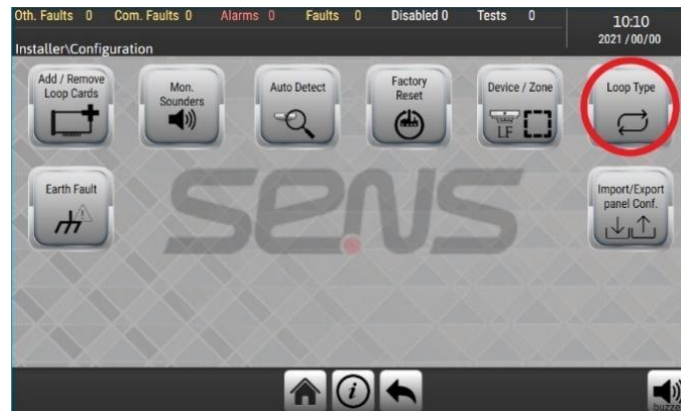 Oth. Faults 0 Com. Faults 0 Alarms 0 Faults 0 Disabled 0 Tests 0
10:10
2021 /00/00
Installer\Configuration
Add / Remove
Loop Cards
Mon.
Sounders
Auto Detect
Factory
Reset
Device / Zone
LF
Loop Type
Earth Fault
Import/Export
panel Conf.
SENS
i